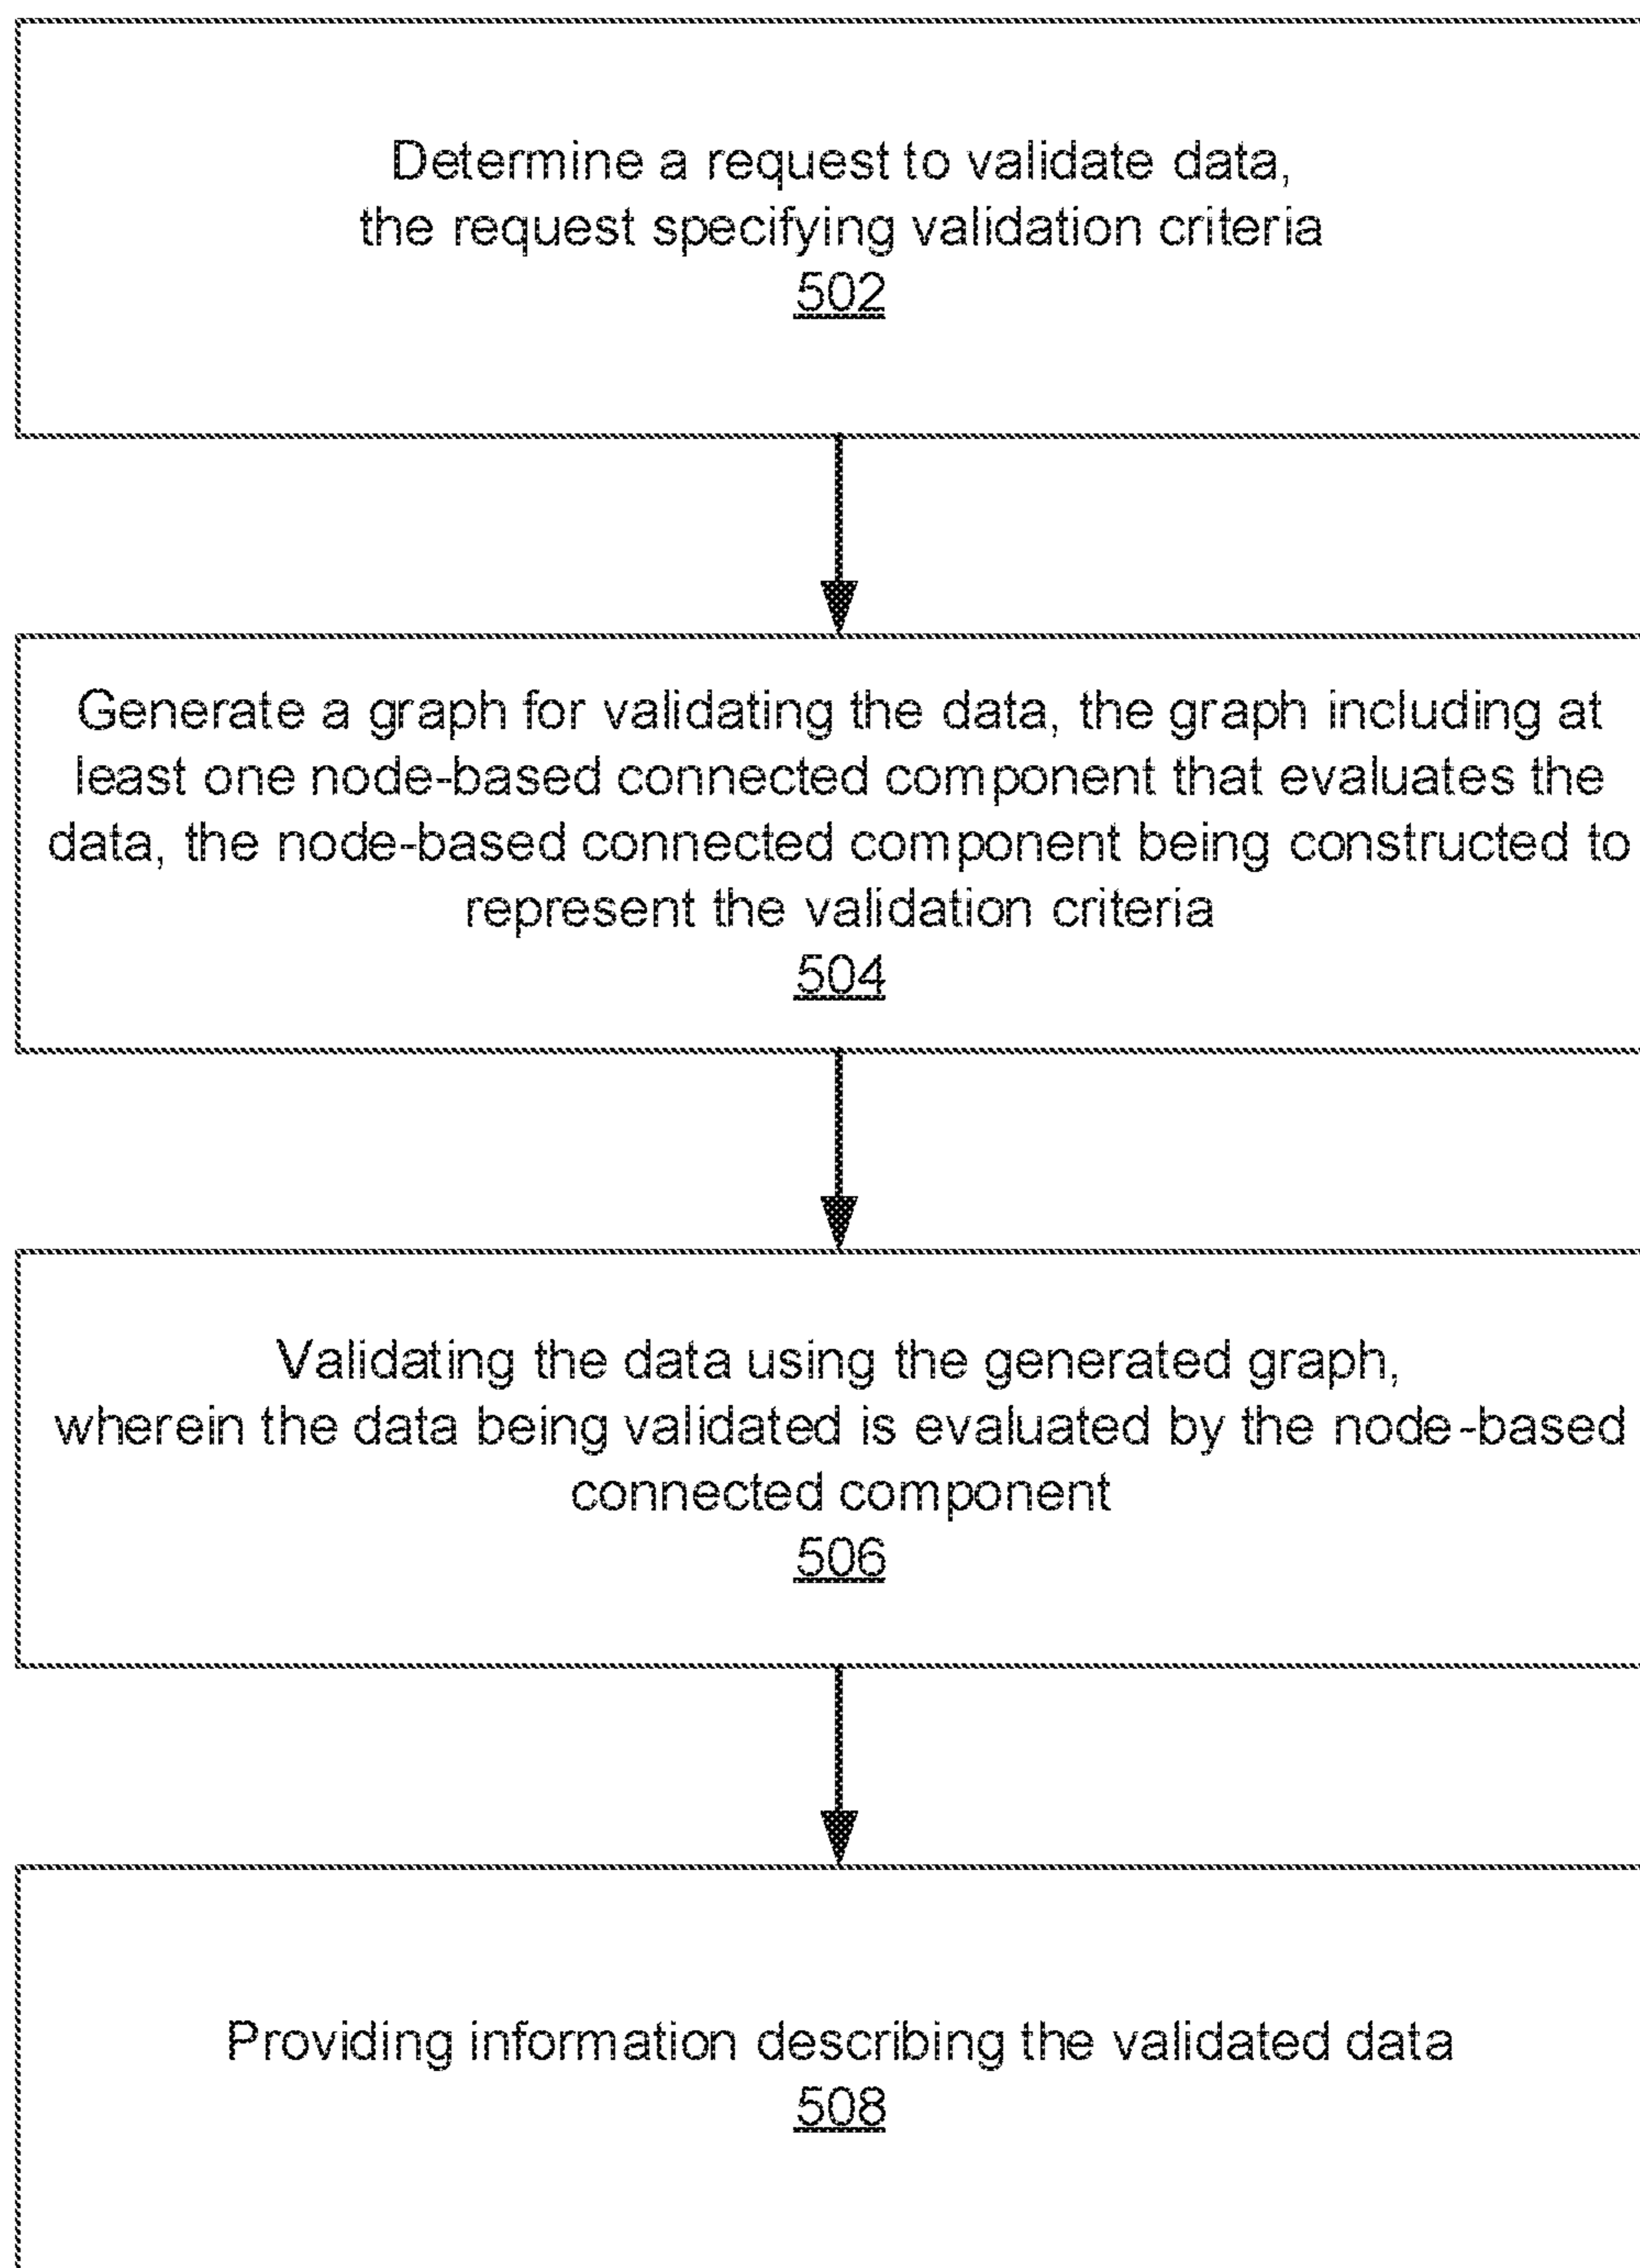 Determine a request to validate data,
the request specifying validation criteria
502
Generate a graph for validating the data, the graph including at
least one node-based connected component that evaluates the
data, the node-based connected component being constructed to
represent the validation criteria
504
Validating the data using the generated graph,
wherein the data being validated is evaluated by the node-based
connected component
506
Providing information describing the validated data
508